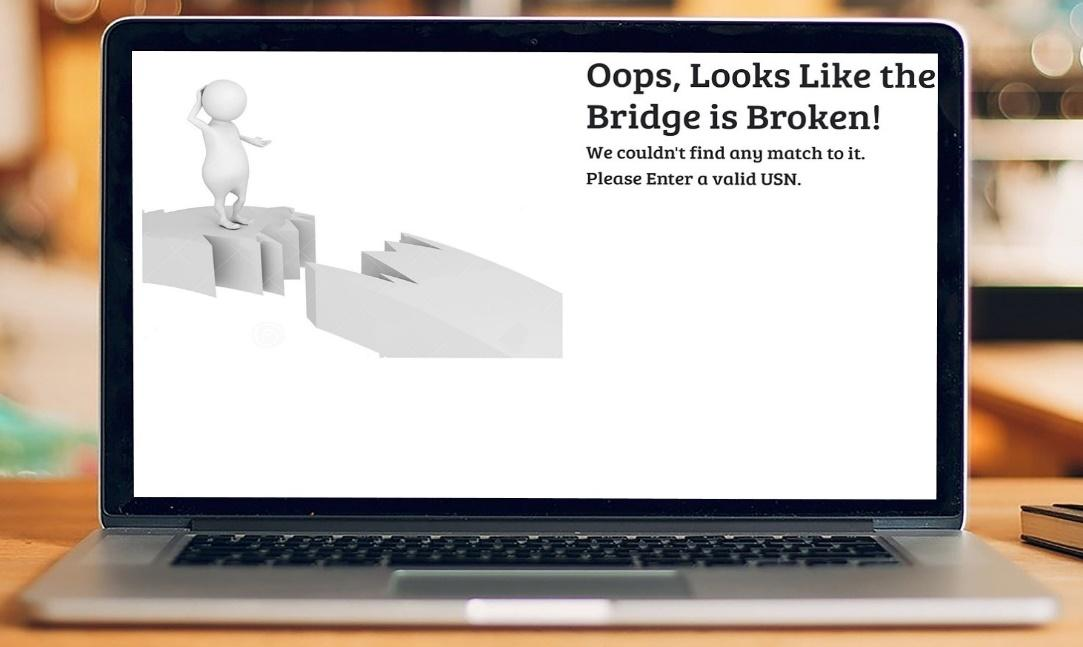 Oops, Looks Like the
Bridge is Broken!
We couldn't find any match to it.
Please Enter a valid USN.